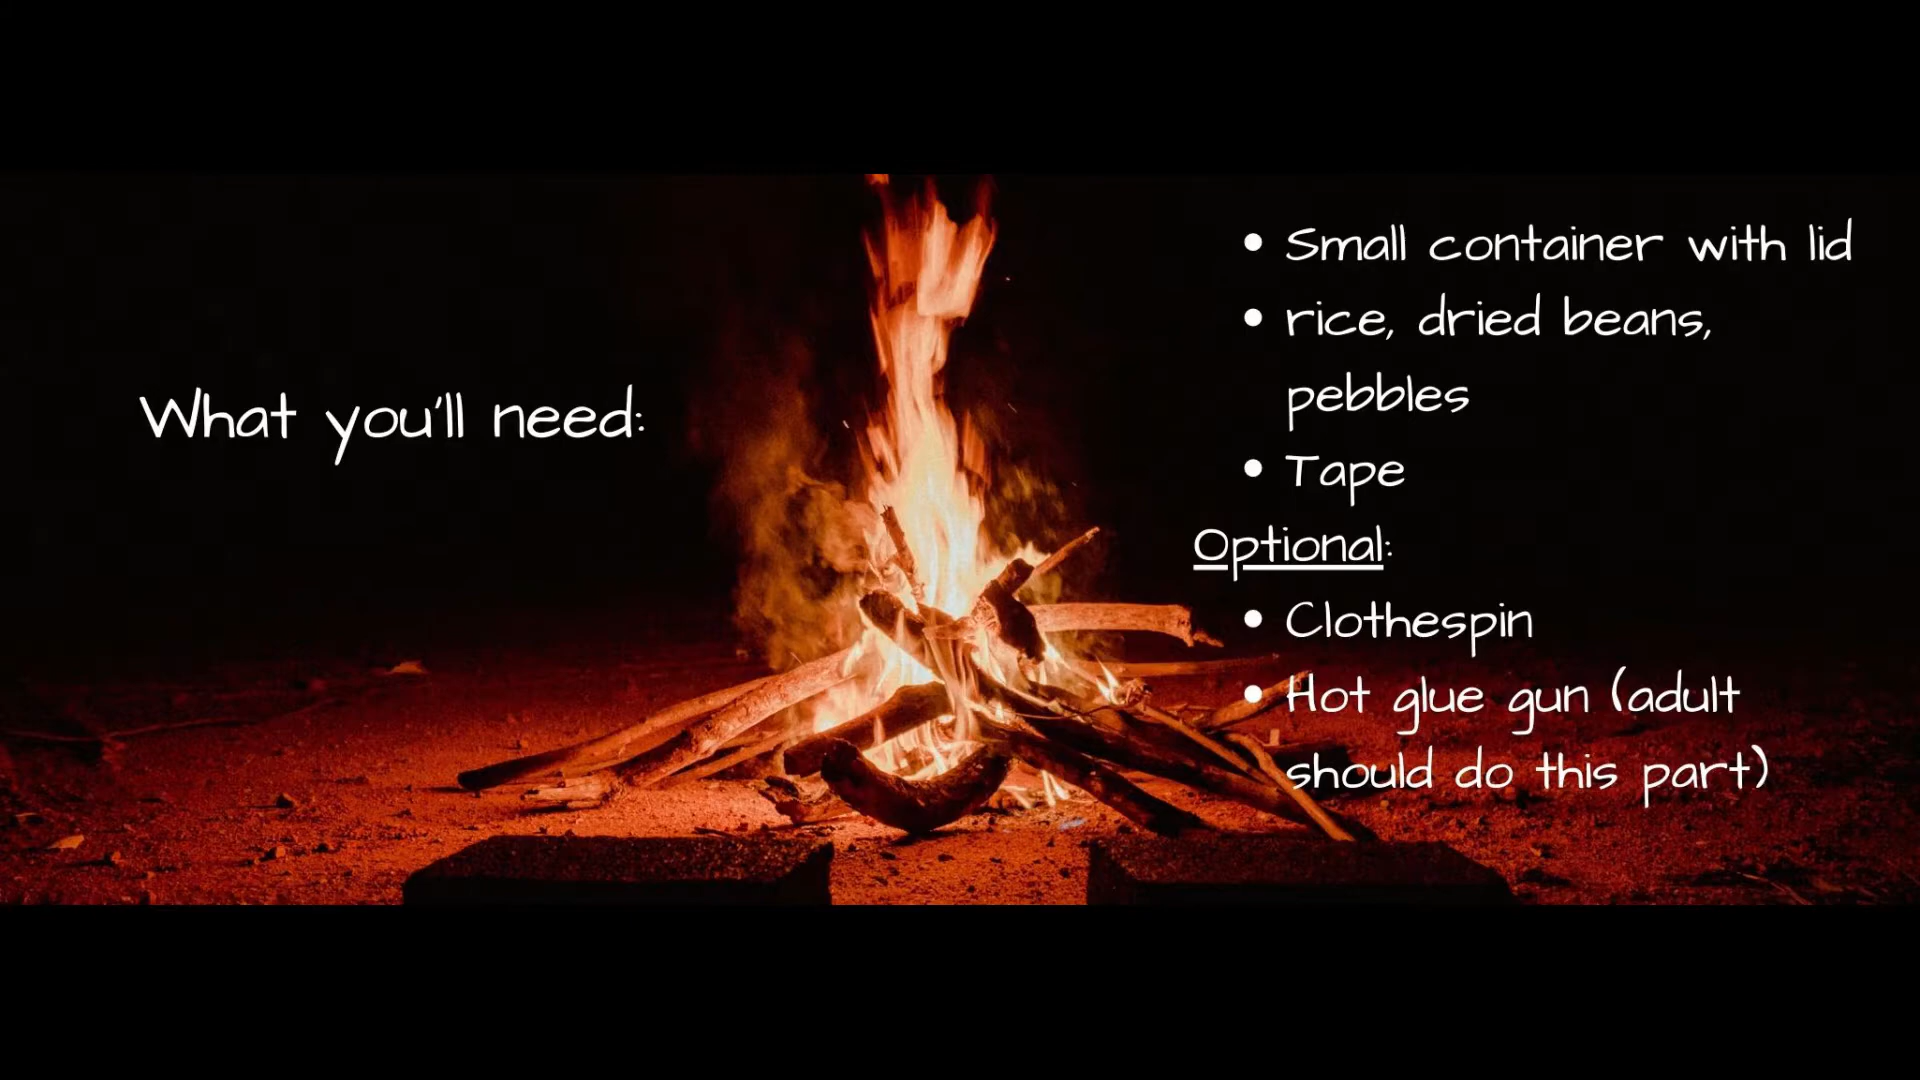 What you'll need:
• Small container with lid
• rice, dried beans,
pebbles
• Tape
Optional:
• Clothespin
• Hot glue gun (adult
should do this part)